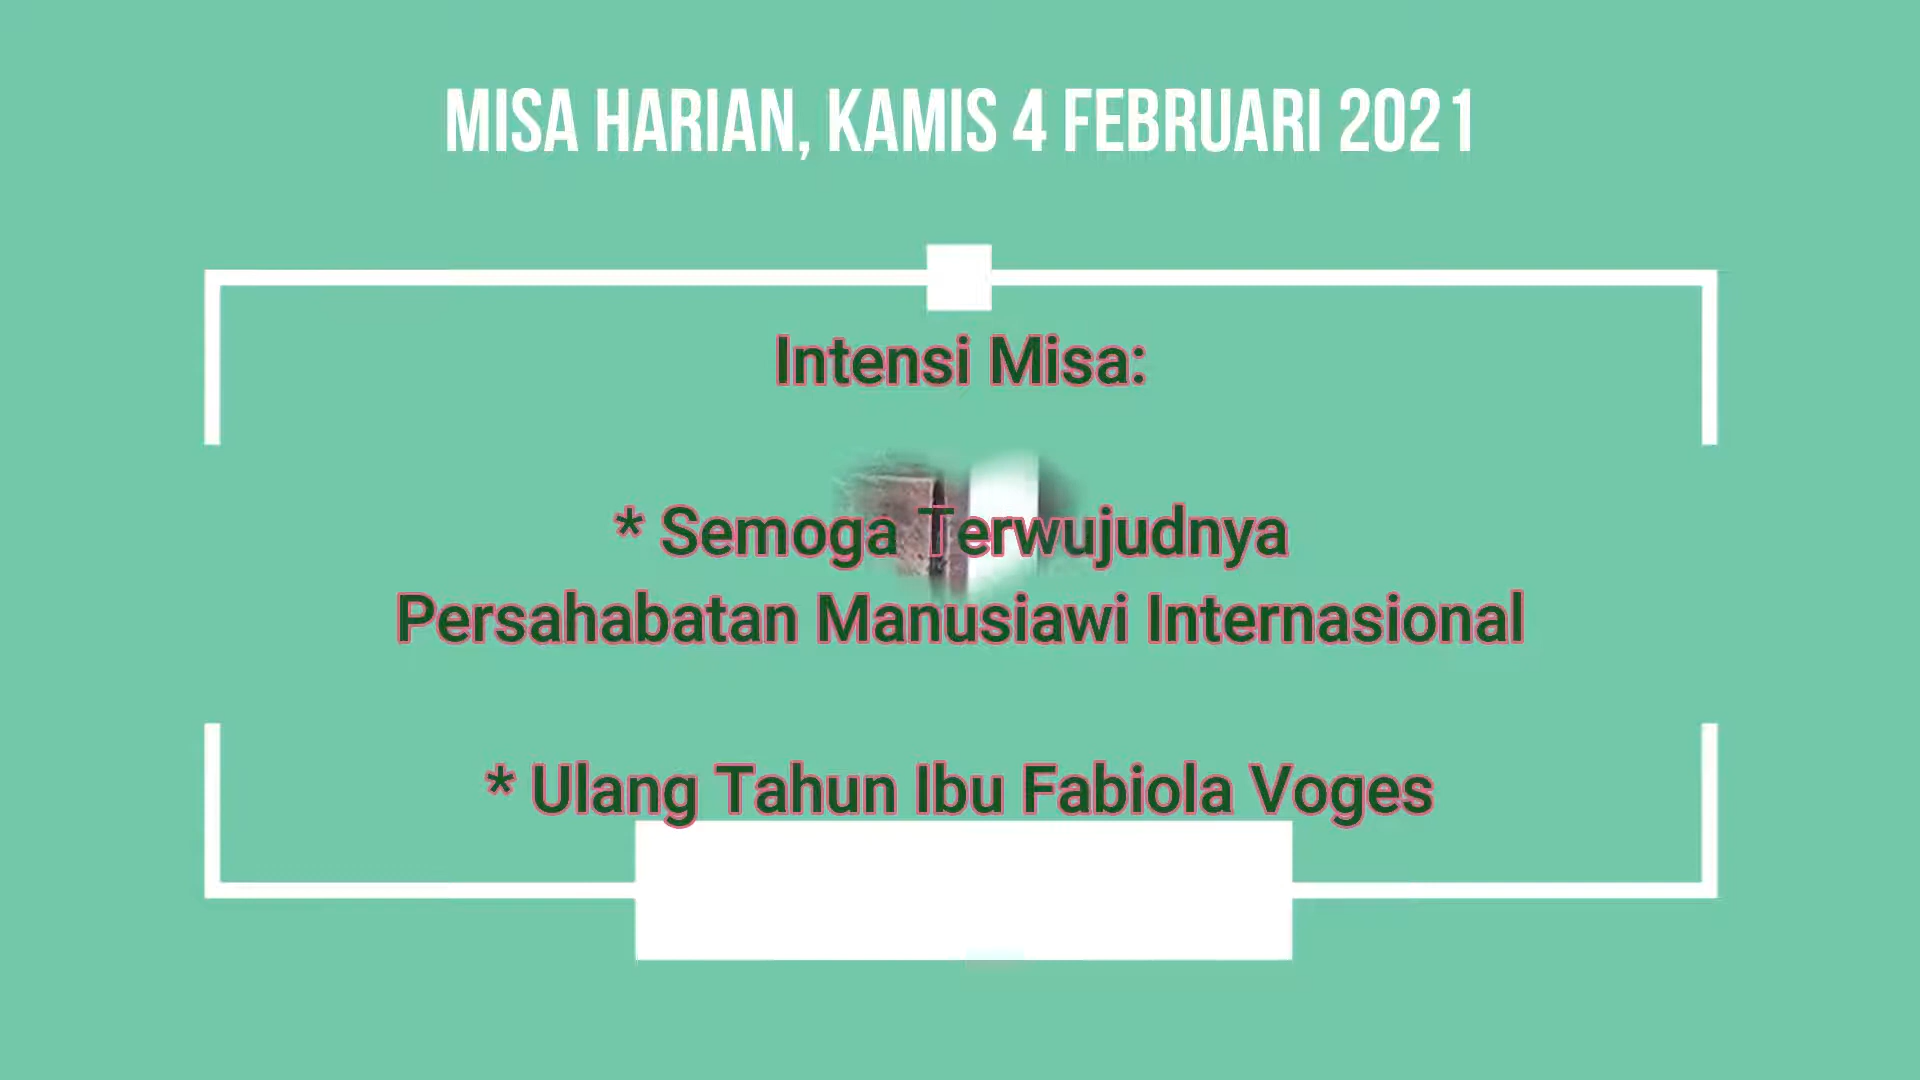 MISA HARIAN, KAMIS 4 FEBRUARI 2021
Intensi Misa:
* Semoga Terwujudnya
Persahabatan Manusiawi Internasional
* Ulang Tahun Ibu Fabiola Voges